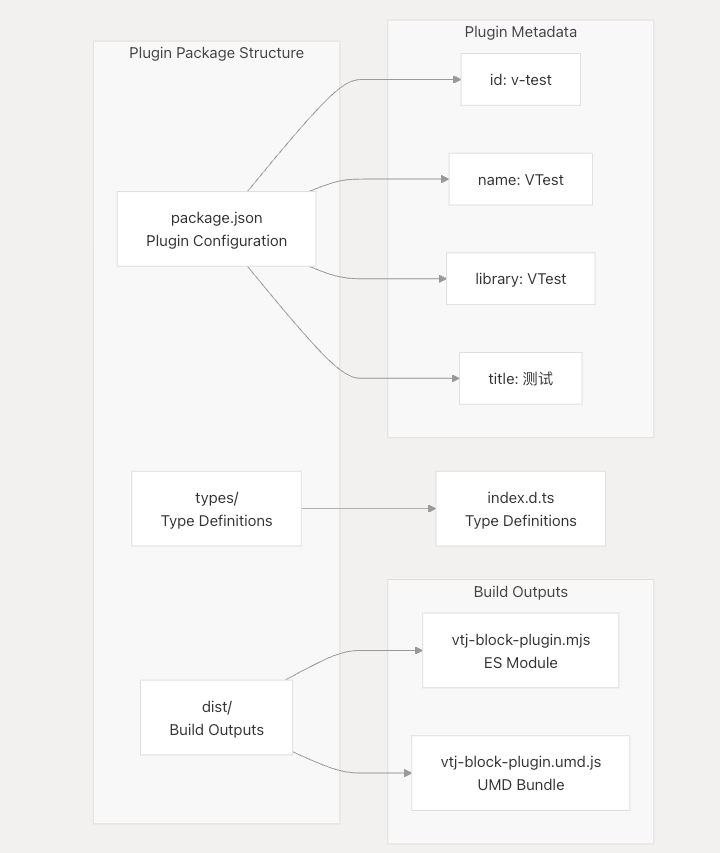 Plugin Package Structure
package.json
Plugin Configuration
types/
Type Definitions
dist/
Build Outputs
Plugin Metadata
id: v-test
name: VTest
library: VTest
title: 测试
index.d.ts
Type Definitions
Build Outputs
vtj-block-plugin.mjs
ES Module
vtj-block-plugin.umd.js
UMD Bundle